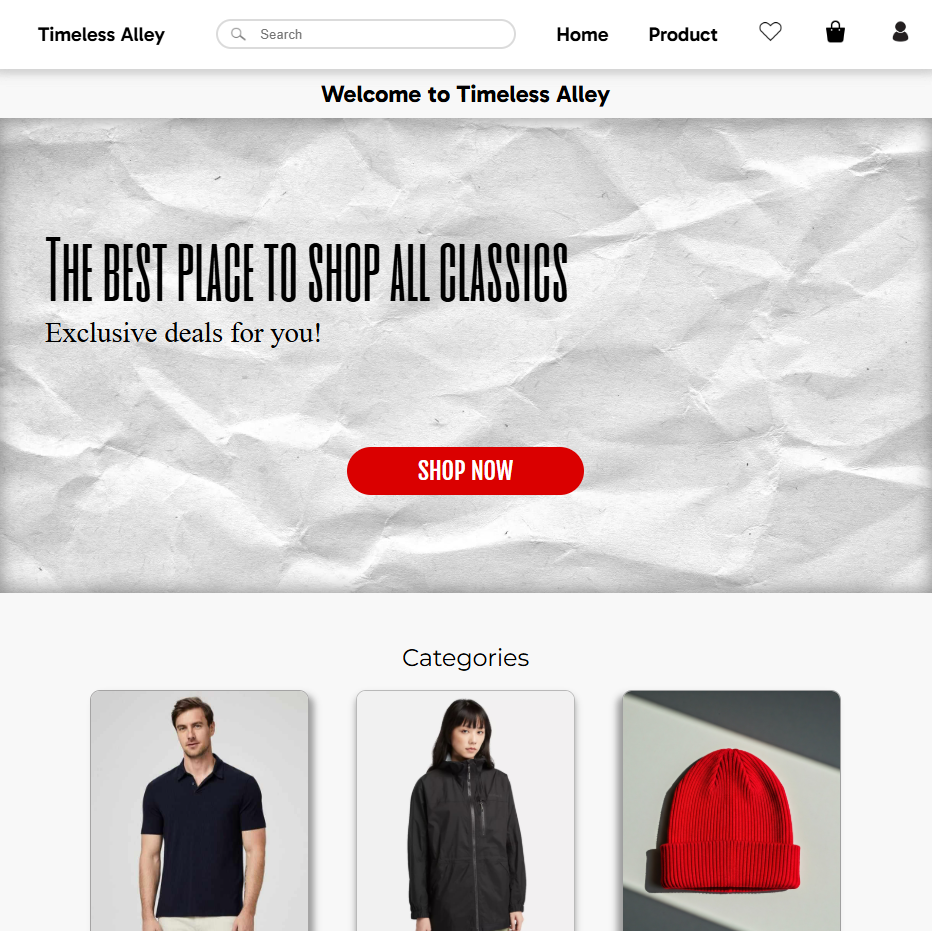 Timeless Alley
Search
Home
Product
Welcome to Timeless Alley
The best place to shop all classics
Exclusive deals for you!
SHOP NOW
Categories